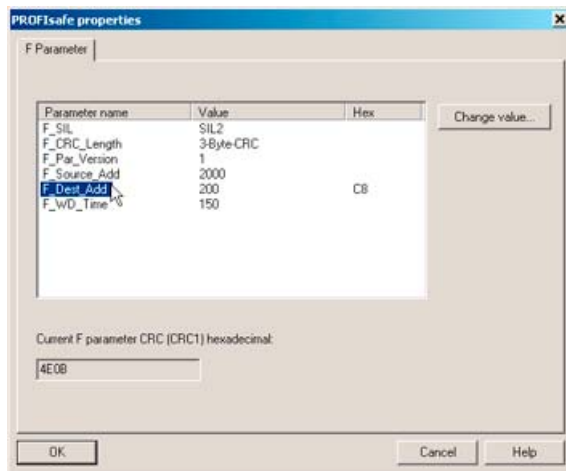 PROFIsafe properties
F Parameter
Parameter name Value Hex
F_SIL SIL2
F_CRC_Length 3-Byte-CRC
F_Par_Version 1
F_Source_Add 2000
F_Dest_Add 200 C8
F_WD_Time 150
Change value...
Current F parameter CRC (CRC1) hexadecimal:
4E0B
OK Cancel Help